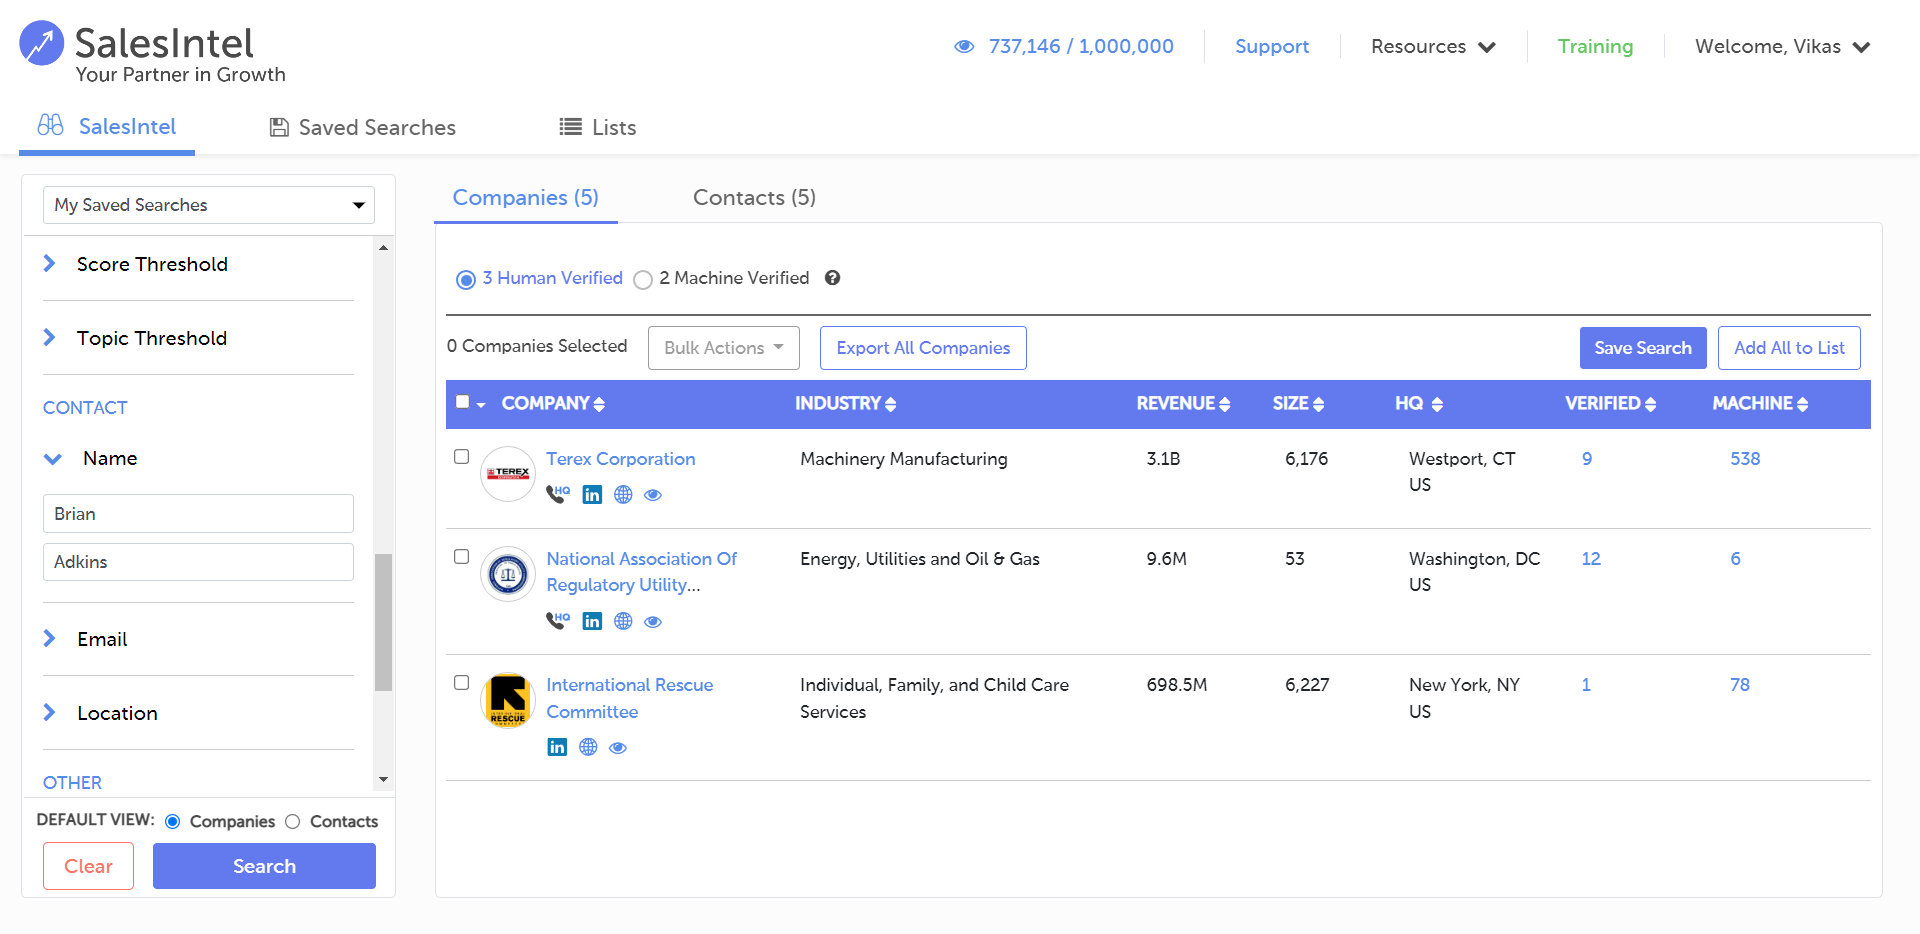 SalesIntel
Your Partner in Growth
737,146 / 1,000,000
Support
Resources
Training
Welcome, Vikas
SalesIntel
Saved Searches
Lists
My Saved Searches
Score Threshold
Topic Threshold
CONTACT
Name
Brian
Adkins
Email
Location
OTHER
DEFAULT VIEW: Companies Contacts
Clear
Search
Companies (5)
Contacts (5)
3 Human Verified
2 Machine Verified
0 Companies Selected
Bulk Actions
Export All Companies
Save Search
Add All to List
COMPANY INDUSTRY REVENUE SIZE HQ VERIFIED MACHINE
TEREX
Terex Corporation Machinery Manufacturing 3.1B 6,176 Westport, CT 9 538
US
HQ
National Association Of Energy, Utilities and Oil & Gas 9.6M 53 Washington, DC 12 6
Regulatory Utility... US
HQ
International Rescue Individual, Family, and Child Care 698.5M 6,227 New York, NY 1 78
Committee Services US
RESCUE